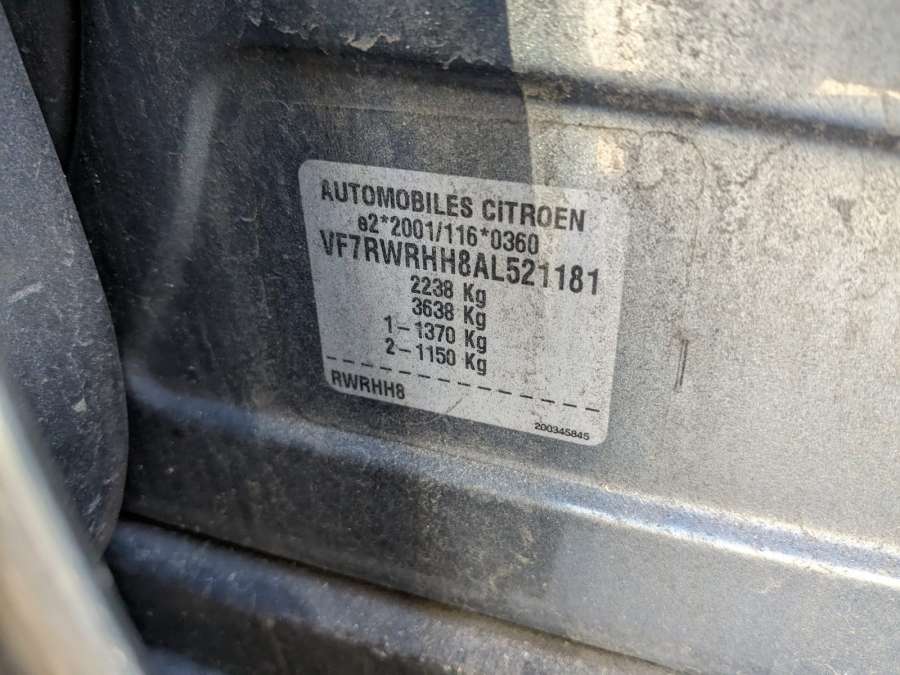 AUTOMOBILES CITROEN
e2*2001/116*0360
VF7RWRHH8AL521181
2238 Kg
3638 Kg
1-1370 Kg
2-1150 Kg
RWRHH8
200345845